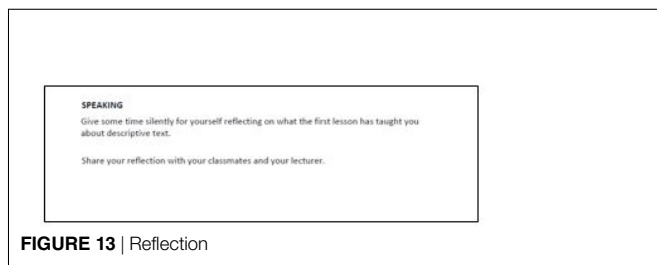 SPEAKING
Give some time silently for yourself reflecting on what the first lesson has taught you
about descriptive text.
Share your reflection with your classmates and your lecturer.
FIGURE 13 | Reflection